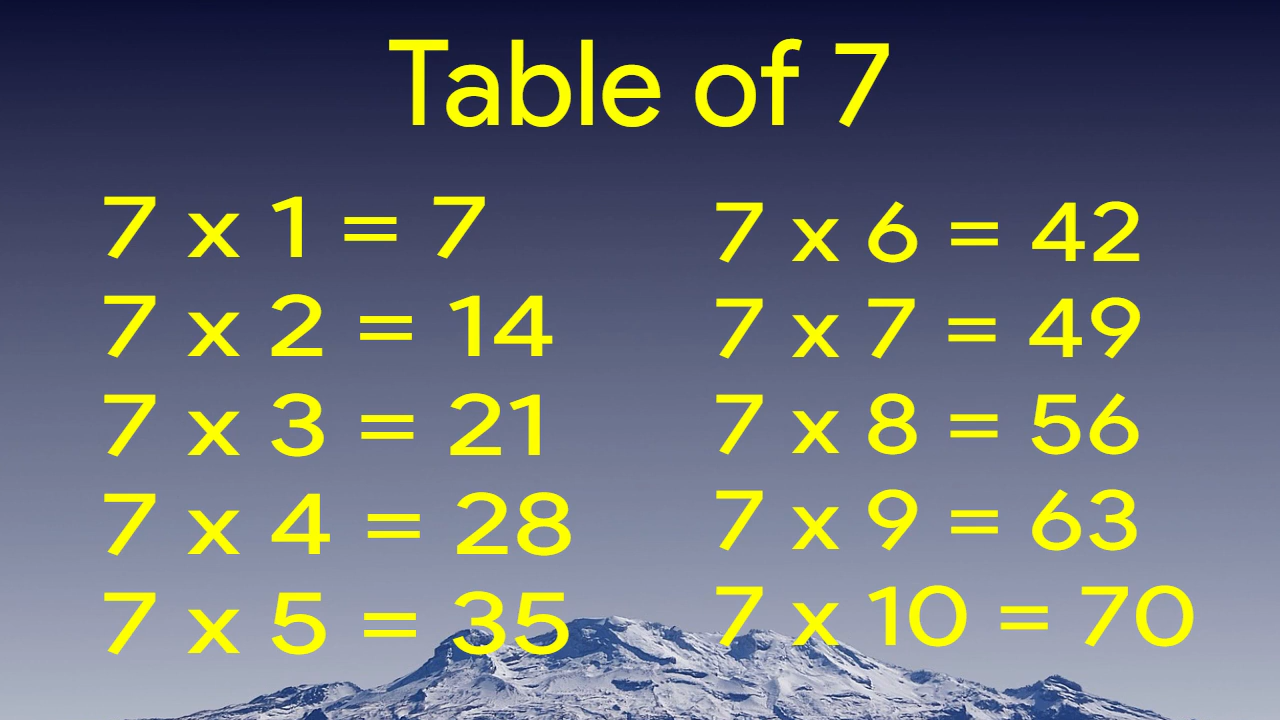 Table of 7
7 x 1 = 7
7 x 2 = 14
7 x 3 = 21
7 x 4 = 28
7 x 5 = 35
7 x 6 = 42
7 x 7 = 49
7 x 8 = 56
7 x 9 = 63
7 x 10 = 70